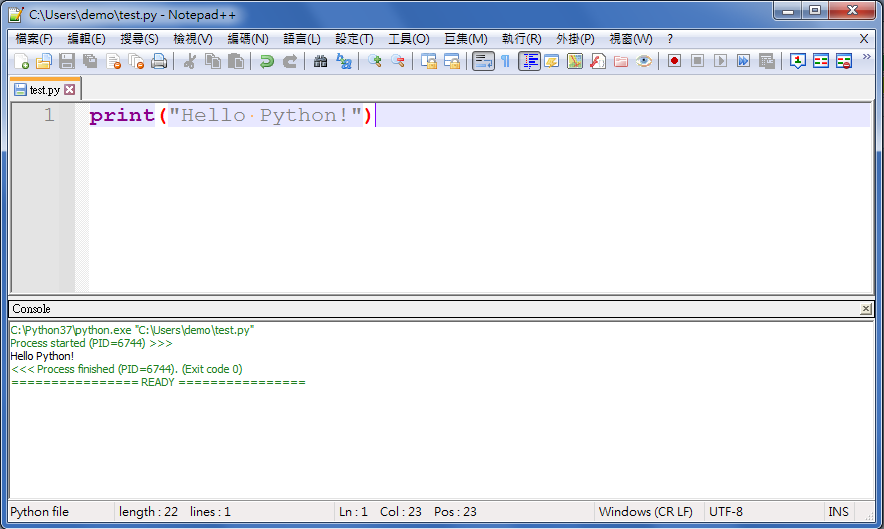 C:\Users\demo\test.py - Notepad++
檔案(F) 編輯(E) 搜尋(S) 檢視(V) 編碼(N) 語言(L) 設定(T) 工具(O) 巨集(M) 執行(R) 外掛(P) 視窗(W) ? X
test.py
1 print("Hello Python!")
Console
C:\Python37\python.exe "C:\Users\demo\test.py"
Process started (PID=6744) >>>
Hello Python!
<<< Process finished (PID=6744). (Exit code 0)
================ READY ================
Python file length : 22 lines : 1 Ln : 1 Col : 23 Pos : 23 Windows (CR LF) UTF-8 INS